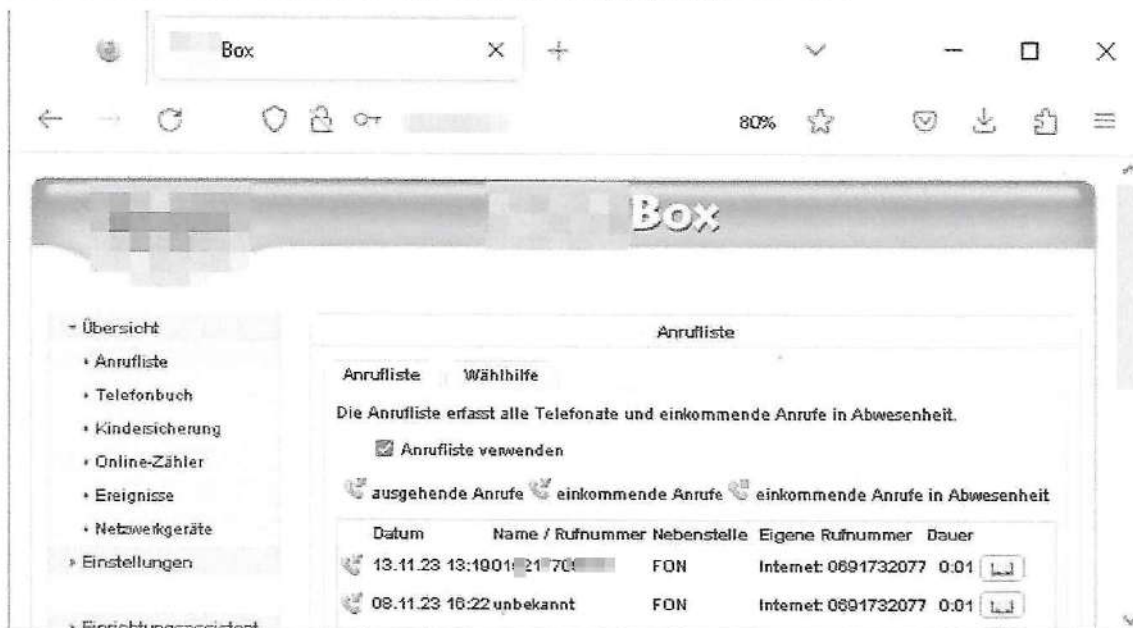 Box
80%
Box
Übersicht
Anrufliste
Telefonbuch
Kindersicherung
Online-Zähler
Ereignisse
Netzwerkgeräte
Einstellungen
Einrichtungsassistent
Anrufliste
Anrufliste Wählhilfe
Die Anrufliste erfasst alle Telefonate und einkommende Anrufe in Abwesenheit.
Anrufliste verwenden
ausgehende Anrufe einkommende Anrufe einkommende Anrufe in Abwesenheit
Datum Name / Rufnummer Nebenstelle Eigene Rufnummer Dauer
13.11.23 13:19 FON Internet: 0691732077 0:01
08.11.23 16:22 unbekannt FON Internet: 0691732077 0:01